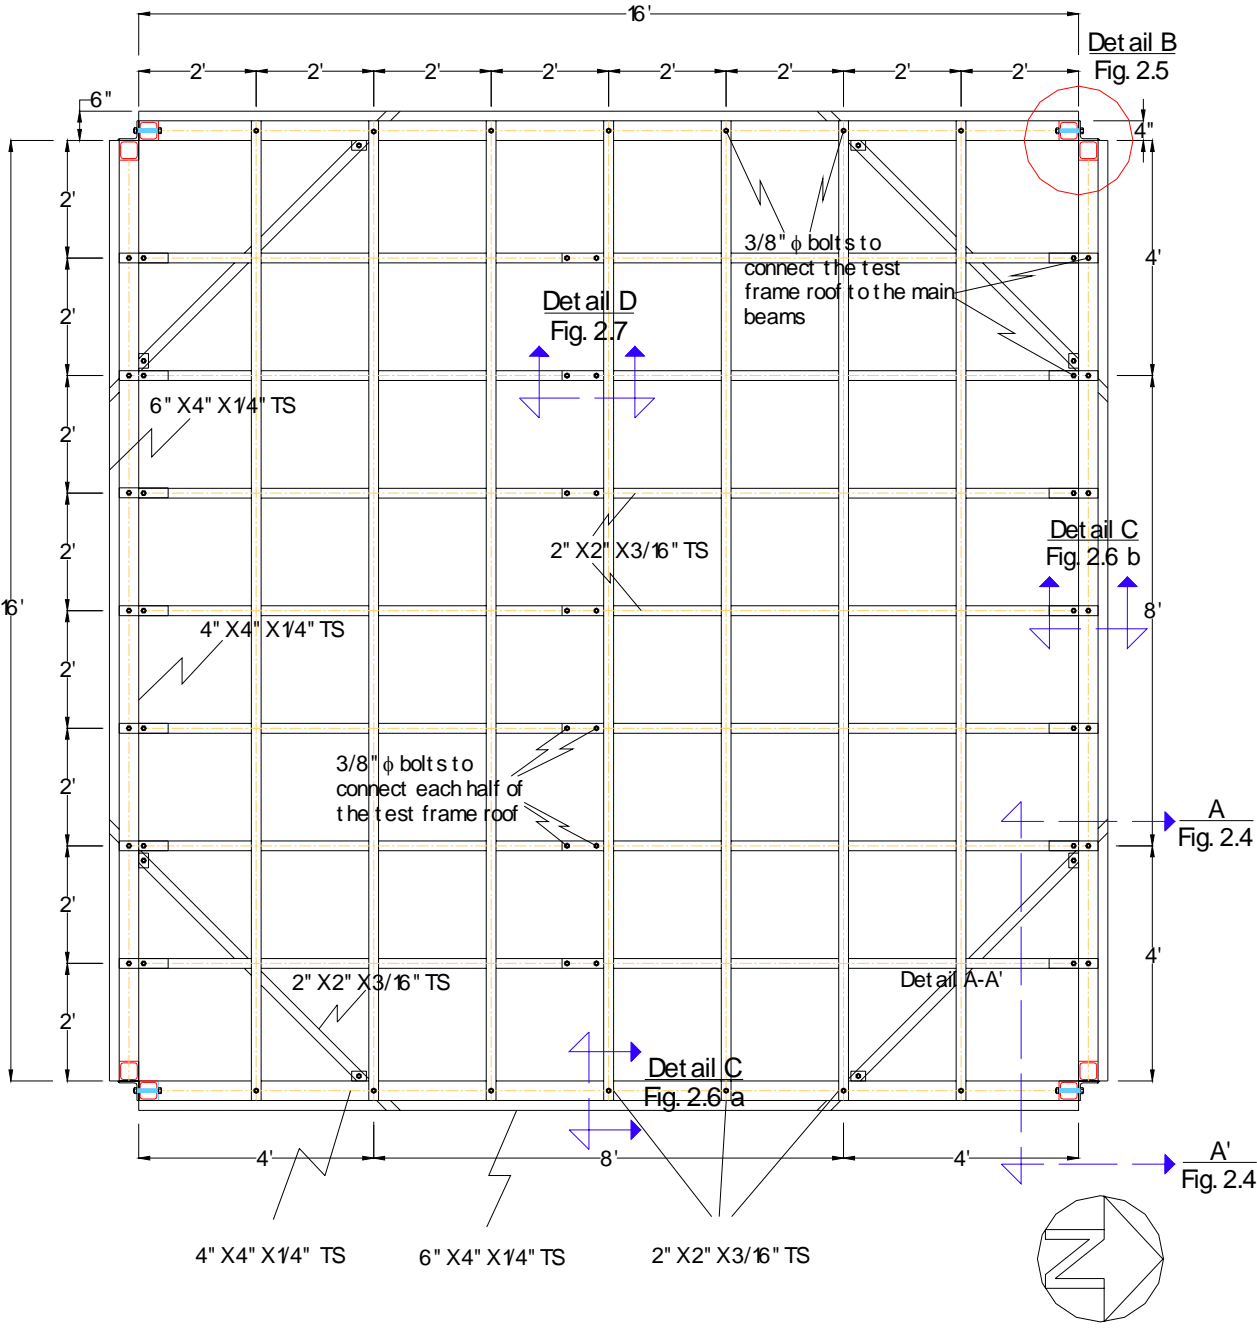 16'
Detail B
Fig. 2.5
2' 2' 2' 2' 2' 2' 2' 2'
6"
4"
2'
3/8" ϕ bolts to
connect the test
frame roof to the main
beams
4'
Detail D
Fig. 2.7
2'
6" X4" X1/4" TS
2'
2" X2" X3/16" TS
2'
Detail C
Fig. 2.6 b
16'
8'
4" X4" X1/4" TS
2'
3/8" ϕ bolts to
connect each half of
the test frame roof
2'
A
Fig. 2.4
2'
4'
2" X2" X3/16" TS
Detail A-A'
2'
Detail C
Fig. 2.6 a
4' 8' 4'
A'
Fig. 2.4
4" X4" X1/4" TS
6" X4" X1/4" TS
2" X2" X3/16" TS
N